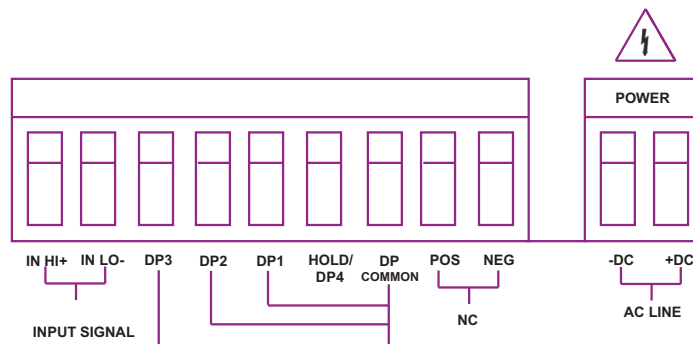 POWER
IN HI+ IN LO- DP3 DP2 DP1 HOLD/ DP4 DP COMMON POS NEG -DC +DC
INPUT SIGNAL
NC
AC LINE